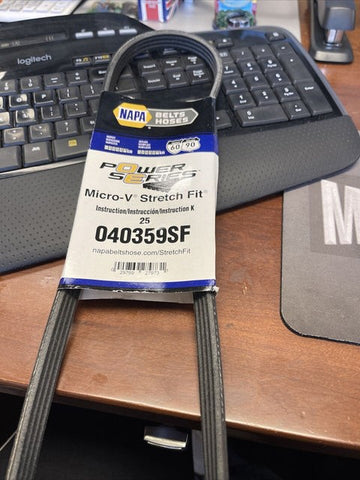 logitech
NAPA BELTS HOSES
60 90
POWER SERIES
Micro-V® Stretch Fit®
Instruction/Instrucción/Instruction K
25
040359SF
napabeltshose.com/StretchFit
M